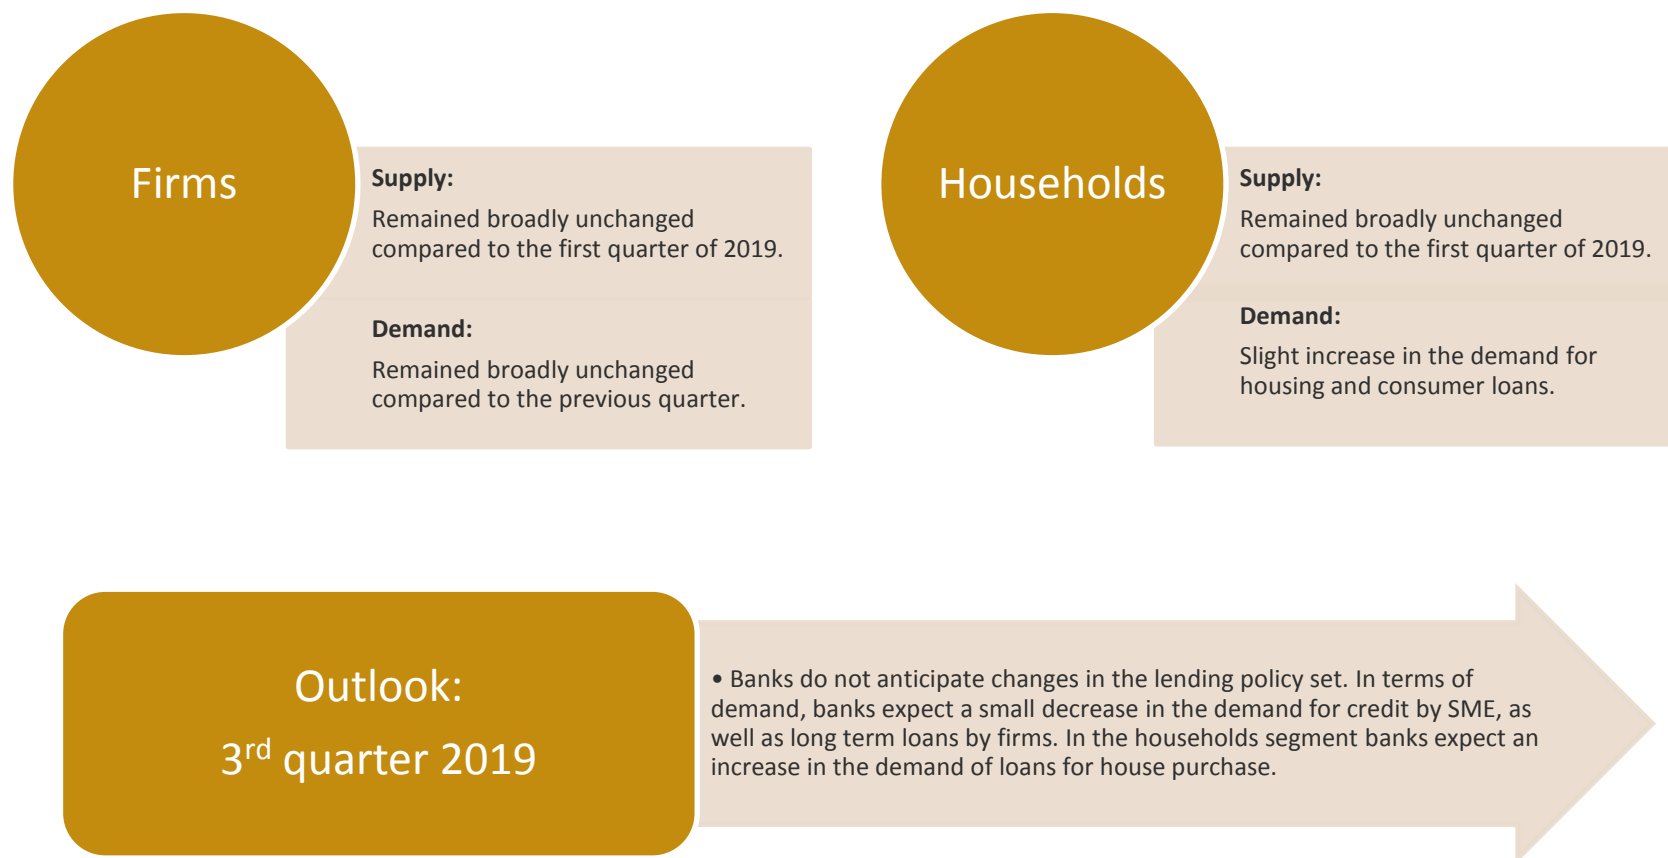 Firms
Supply:
Remained broadly unchanged
compared to the first quarter of 2019.
Demand:
Remained broadly unchanged
compared to the previous quarter.
Households
Supply:
Remained broadly unchanged
compared to the first quarter of 2019.
Demand:
Slight increase in the demand for
housing and consumer loans.
Outlook:
3rd quarter 2019
• Banks do not anticipate changes in the lending policy set. In terms of
demand, banks expect a small decrease in the demand for credit by SME, as
well as long term loans by firms. In the households segment banks expect an
increase in the demand of loans for house purchase.